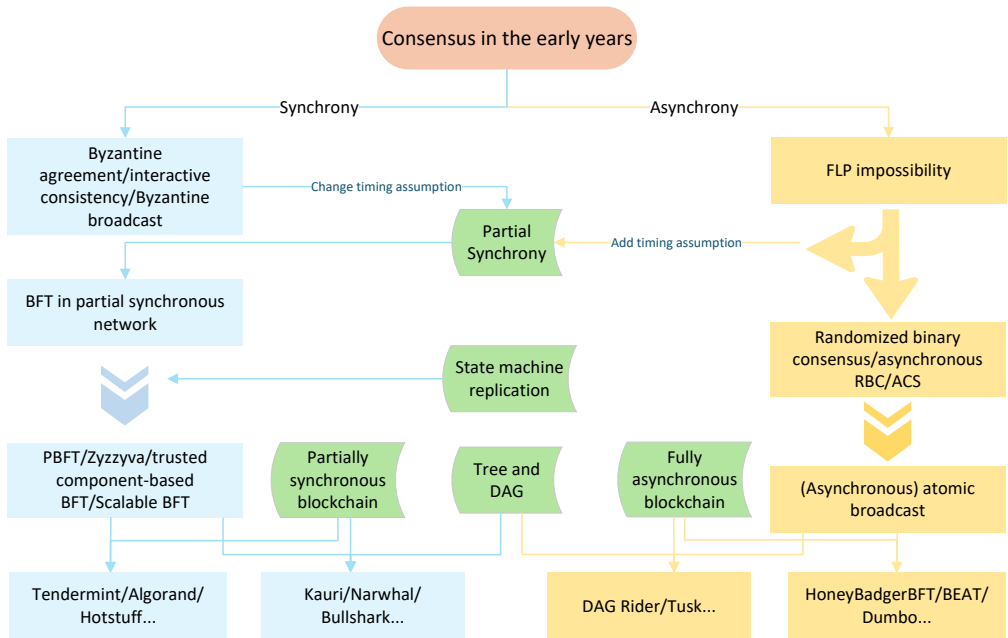 Consensus in the early years
Synchrony
Asynchrony
Byzantine
agreement/interactive
consistency/Byzantine
broadcast
Change timing assumption
FLP impossibility
Partial
Synchrony
Add timing assumption
BFT in partial synchronous
network
Randomized binary
consensus/asynchronous
RBC/ACS
State machine
replication
PBFT/Zyzzyva/trusted
component-based
BFT/Scalable BFT
Partially
synchronous
blockchain
Tree and
DAG
Fully
asynchronous
blockchain
(Asynchronous) atomic
broadcast
Tendermint/Algorand/
Hotstuff...
Kauri/Narwhal/
Bullshark...
DAG Rider/Tusk...
HoneyBadgerBFT/BEAT/
Dumbo...